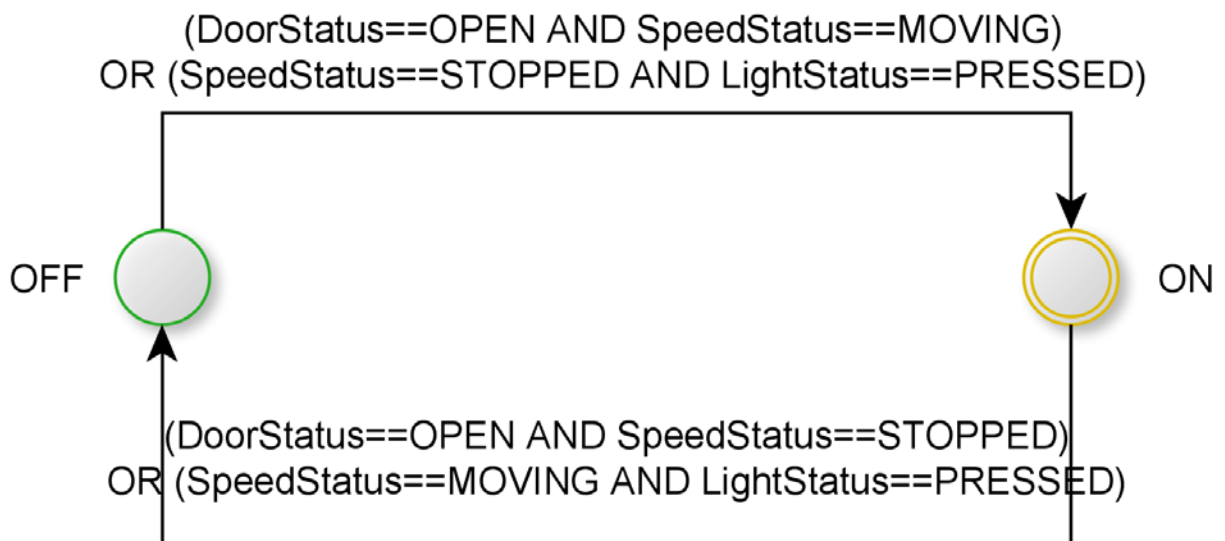 (DoorStatus==OPEN AND SpeedStatus==MOVING)
OR (SpeedStatus==STOPPED AND LightStatus==PRESSED)
OFF
ON
(DoorStatus==OPEN AND SpeedStatus==STOPPED)
OR (SpeedStatus==MOVING AND LightStatus==PRESSED)